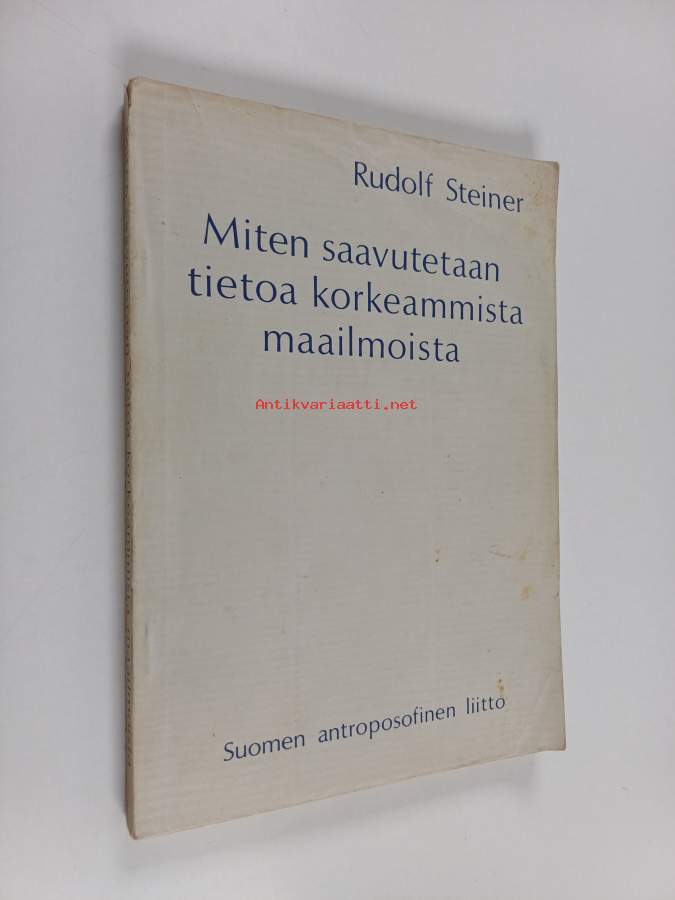 Rudolf Steiner
Miten saavutetaan
tietoa korkeammista
maailmoista
Antikvariaatti.net
Suomen antroposofinen liitto